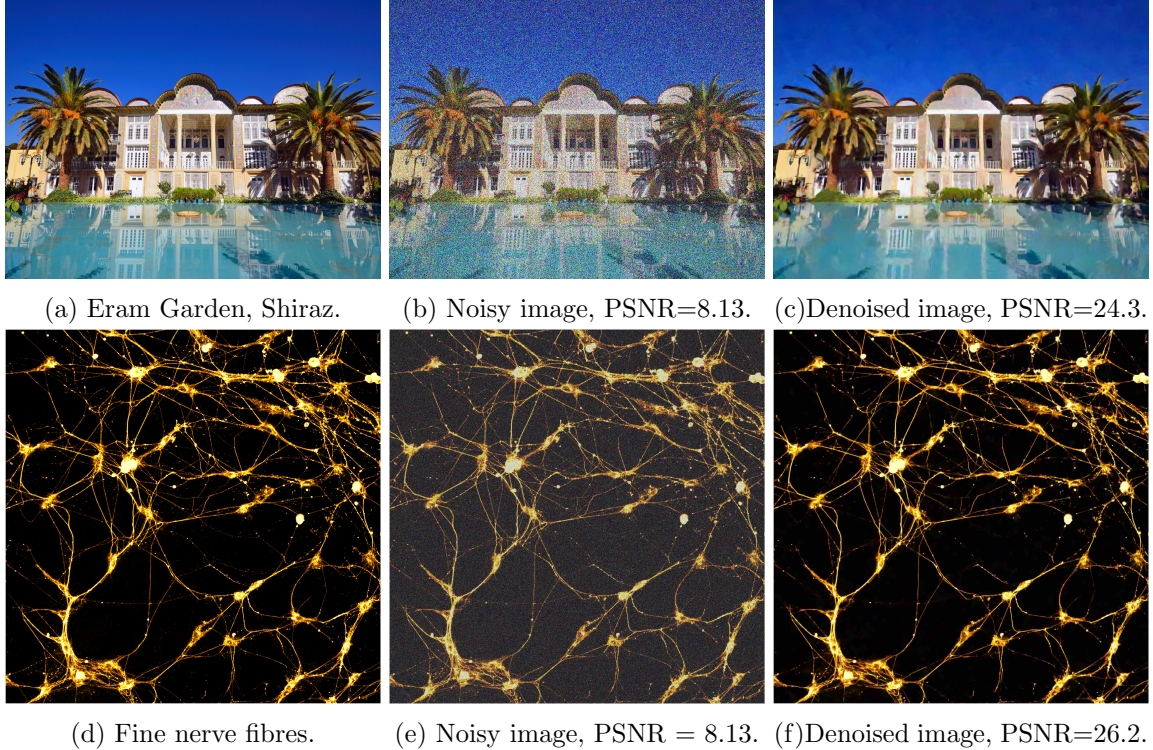 (a) Eram Garden, Shiraz.
(b) Noisy image, PSNR=8.13.
(c)Denoised image, PSNR=24.3.
(d) Fine nerve fibres.
(e) Noisy image, PSNR = 8.13.
(f)Denoised image, PSNR=26.2.